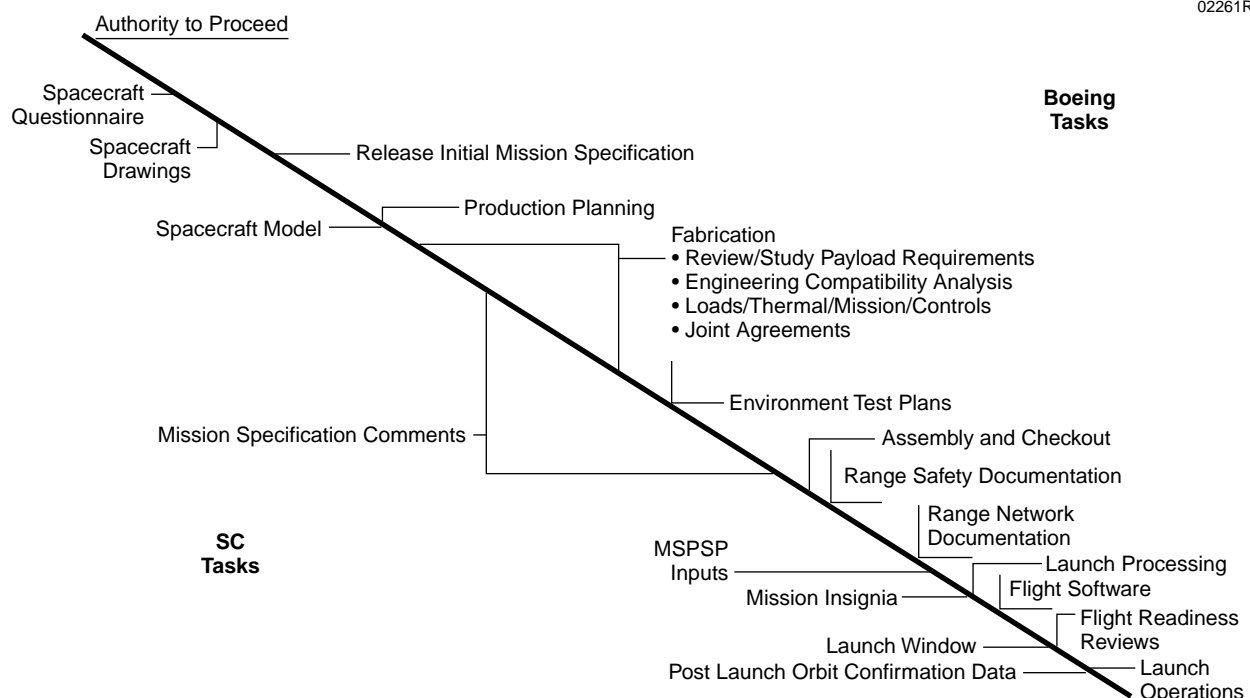 02261R
Authority to Proceed
Spacecraft
Questionnaire
Boeing
Tasks
Spacecraft
Drawings
Release Initial Mission Specification
Production Planning
Spacecraft Model
Fabrication
• Review/Study Payload Requirements
• Engineering Compatibility Analysis
• Loads/Thermal/Mission/Controls
• Joint Agreements
Environment Test Plans
Mission Specification Comments
Assembly and Checkout
Range Safety Documentation
Range Network
Documentation
SC
Tasks
MSPSP
Inputs
Launch Processing
Flight Software
Mission Insignia
Flight Readiness
Reviews
Launch Window
Post Launch Orbit Confirmation Data
Launch
Operations